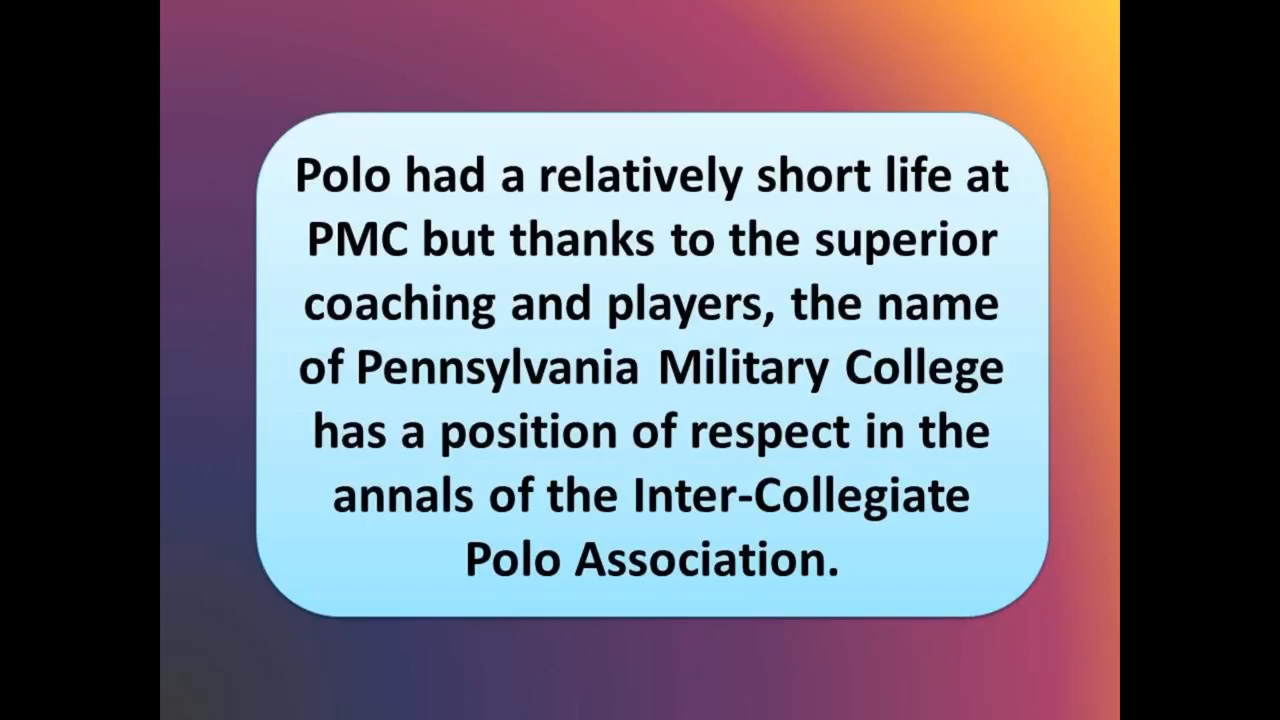 Polo had a relatively short life at
PMC but thanks to the superior
coaching and players, the name
of Pennsylvania Military College
has a position of respect in the
annals of the Inter-Collegiate
Polo Association.